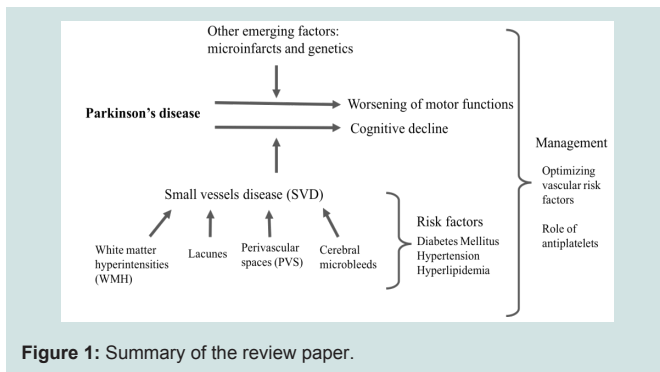 Other emerging factors:
microinfarcts and genetics
Parkinson's disease
Worsening of motor functions
Cognitive decline
Small vessels disease (SVD)
White matter
hyperintensities
(WMH)
Lacunes
Perivascular
spaces (PVS)
Cerebral
microbleeds
Risk factors
Diabetes Mellitus
Hypertension
Hyperlipidemia
Management
Optimizing
vascular risk
factors
Role of
antiplatelets
Figure 1: Summary of the review paper.